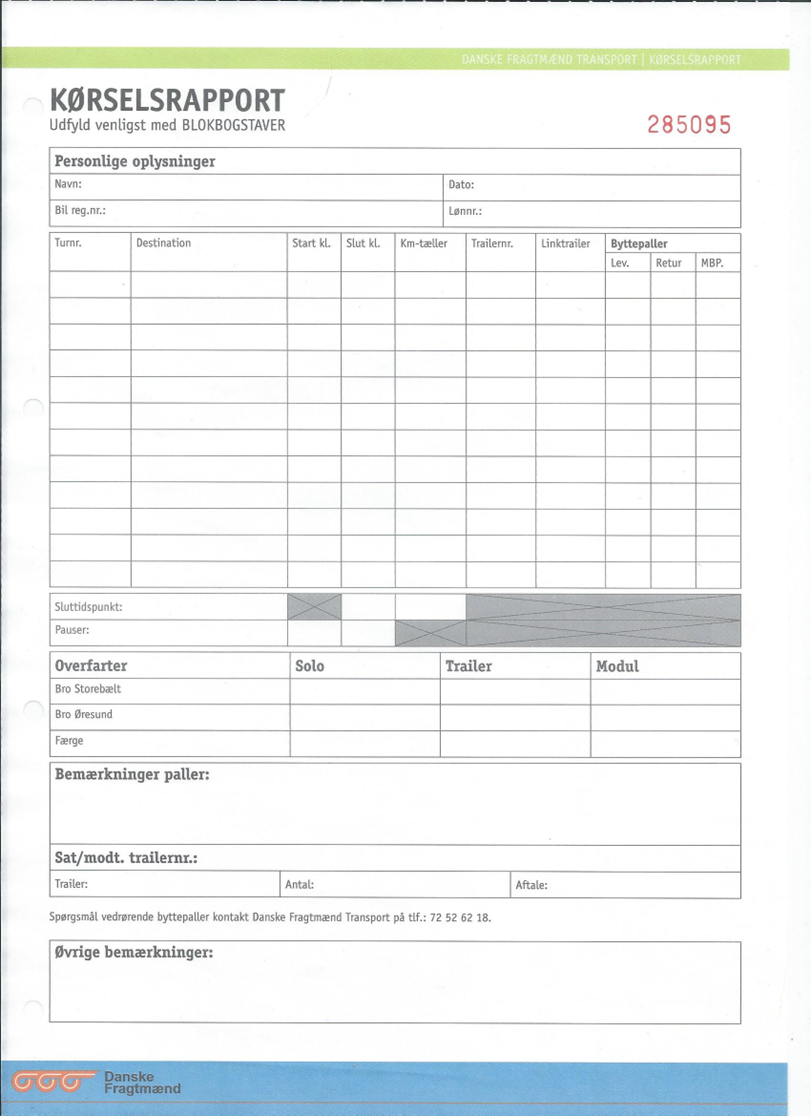 DANSKE FRAGTMÆND TRANSPORT | KØRSELSRAPPORT
KØRSELSRAPPORT
Udfyld venligst med BLOKBOGSTAVER
285095
Personlige oplysninger
Navn: Dato:
Bil reg.nr.: Lønnr.:
Turnr. Destination Start kl. Slut kl. Km-tæller Trailernr. Linktrailer Byttepaller
Lev. Retur MBP.
Sluttidspunkt:
Pauser:
Overfarter Solo Trailer Modul
Bro Storebælt
Bro Øresund
Færge
Bemærkninger paller:
Sat/modt. trailernr.:
Trailer: Antal: Aftale:
Spørgsmål vedrørende byttepaller kontakt Danske Fragtmænd Transport på tlf.: 72 52 62 18.
Øvrige bemærkninger:
Danske
Fragtmænd